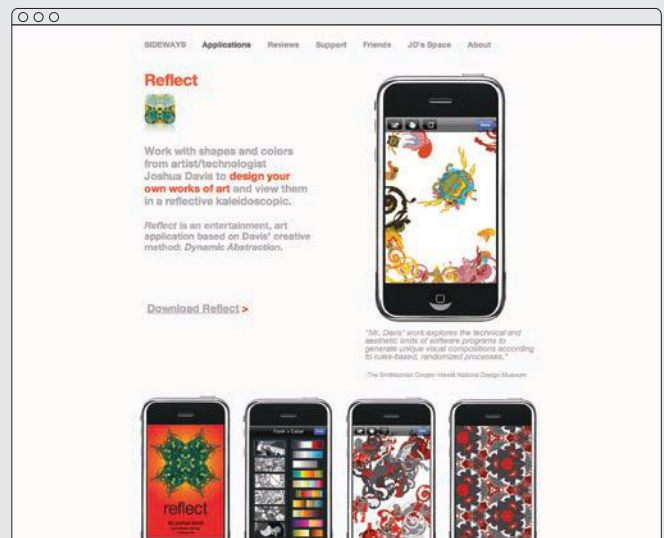 SIDEWAYS Applications Reviews Support Friends JD's Space About
Reflect
Work with shapes and colors
from artist/technologist
Joshua Davis to design your
own works of art and view them
in a reflective kaleidoscopic.
Reflect is an entertainment, art
application based on Davis' creative
method: Dynamic Abstraction.
Download Reflect >
"Mr. Davis' work explores the technical and
aesthetic limits of software programs to
generate unique visual compositions according
to rules-based, randomized processes."
-The Smithsonian Cooper-Hewitt National Design Museum
reflect
by joshua davis